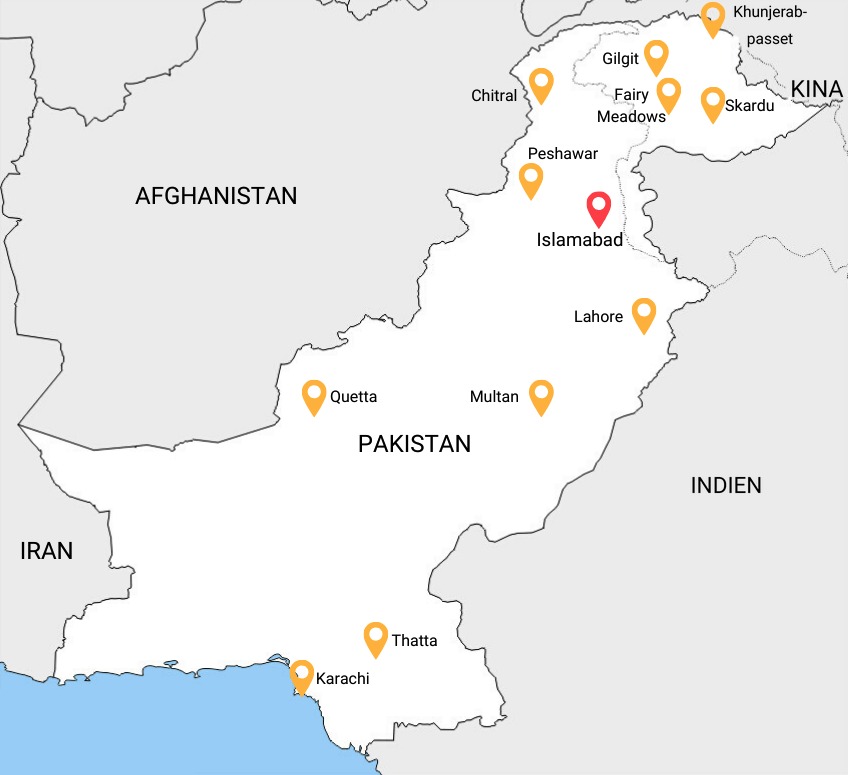 Khunjerab-
passet
Gilgit
KINA
Chitral
Fairy
Meadows
Skardu
Peshawar
AFGHANISTAN
Islamabad
Lahore
Quetta
Multan
PAKISTAN
INDIEN
IRAN
Thatta
Karachi